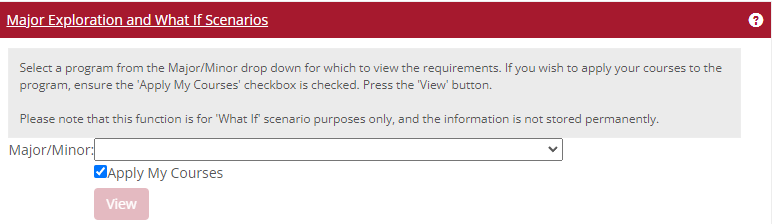 Major Exploration and What If Scenarios
?
Select a program from the Major/Minor drop down for which to view the requirements. If you wish to apply your courses to the
program, ensure the 'Apply My Courses' checkbox is checked. Press the 'View' button.
Please note that this function is for 'What If' scenario purposes only, and the information is not stored permanently.
Major/Minor:
Apply My Courses
View